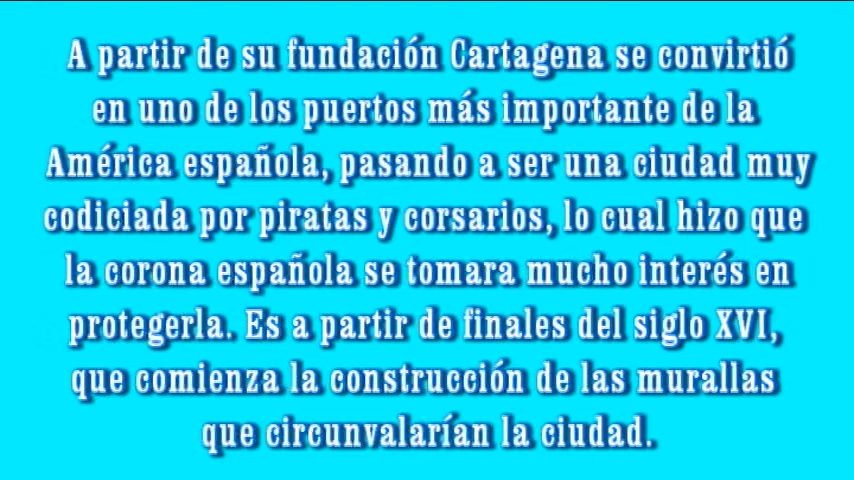 A partir de su fundación Cartagena se convirtió
en uno de los puertos más importante de la
América española, pasando a ser una ciudad muy
codiciada por piratas y corsarios, lo cual hizo que
la corona española se tomara mucho interés en
protegerla. Es a partir de finales del siglo XVI,
que comienza la construcción de las murallas
que circunvalarían la ciudad.